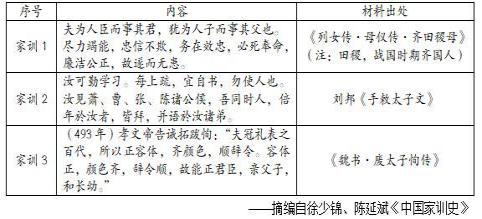 序号 内容 材料出处
家训1 夫为人臣而事其君，犹为人子而事其父也。
尽力竭能，忠信不欺，务在效忠，必死奉命，
廉洁公正，故遂而无患。
《列女传·母仪传·齐田稷母》
（注：田稷，战国时期齐国人）
家训2 汝可勤学习。每上疏，宜自书，勿使人也。
汝见萧、曹、张、陈诸公侯，吾同时人，倍
年於汝者，皆拜，并语於汝诸弟。
刘邦《手敕太子文》
家训3 （493年）孝文帝告诫拓跋恂：“夫冠礼表之
百代，所以正容体，齐颜色，顺辞令。容体
正，颜色齐，辞令顺，故能正君臣，亲父子，
和长幼。”
《魏书·废太子恂传》
——摘编自徐少锦、陈延斌《中国家训史》